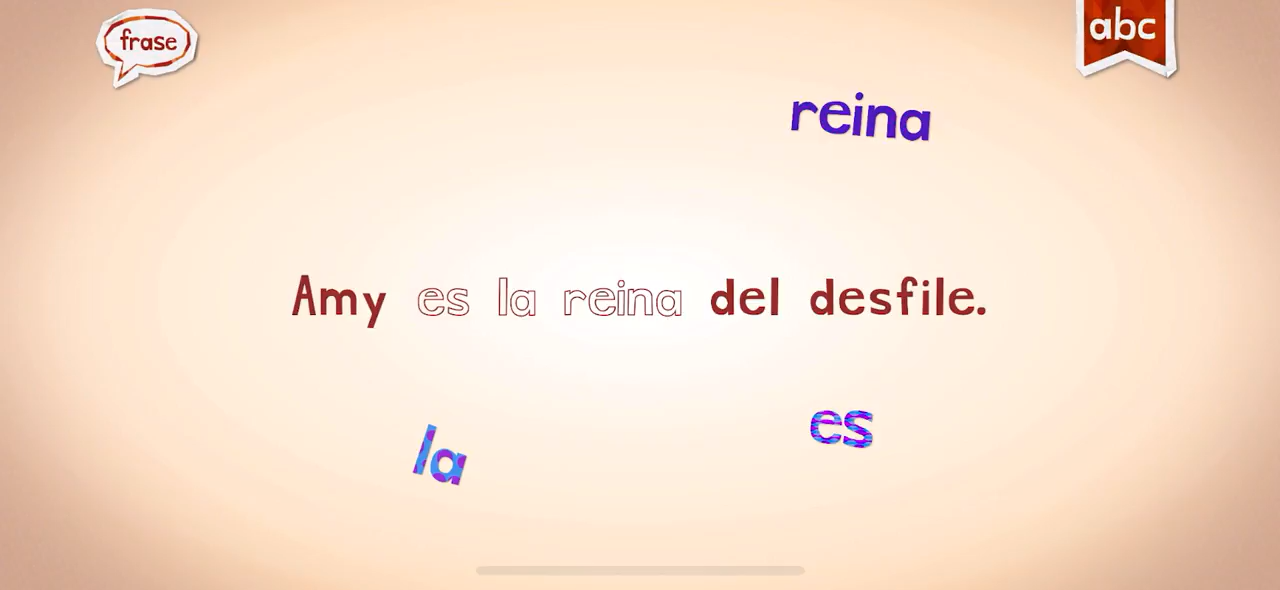 frase
abc
reina
Amy es la reina del desfile.
la
es